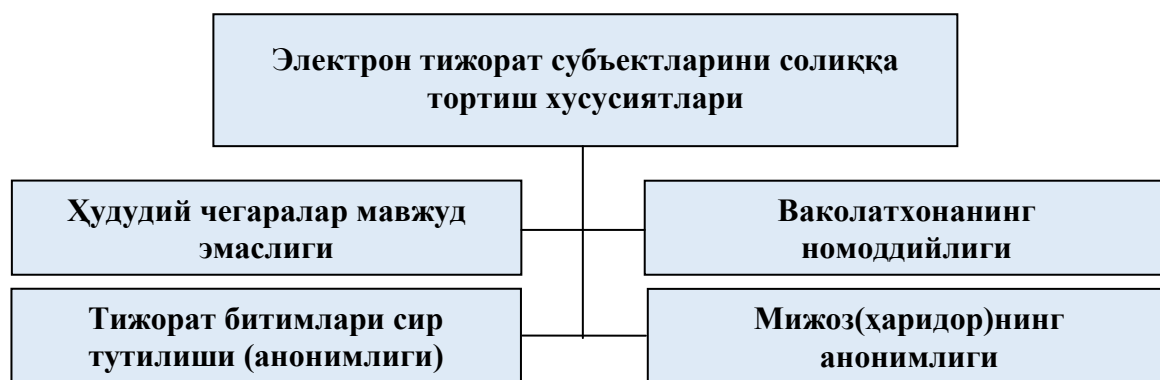 Электрон тижорат субъектларини солиққа
тортиш хусусиятлари
Ҳудудий чегаралар мавжуд
эмаслиги
Ваколатхонанинг
номоддийлиги
Тижорат битимлари сир
тутилиши (анонимлиги)
Мижоз(ҳаридор)нинг
анонимлиги